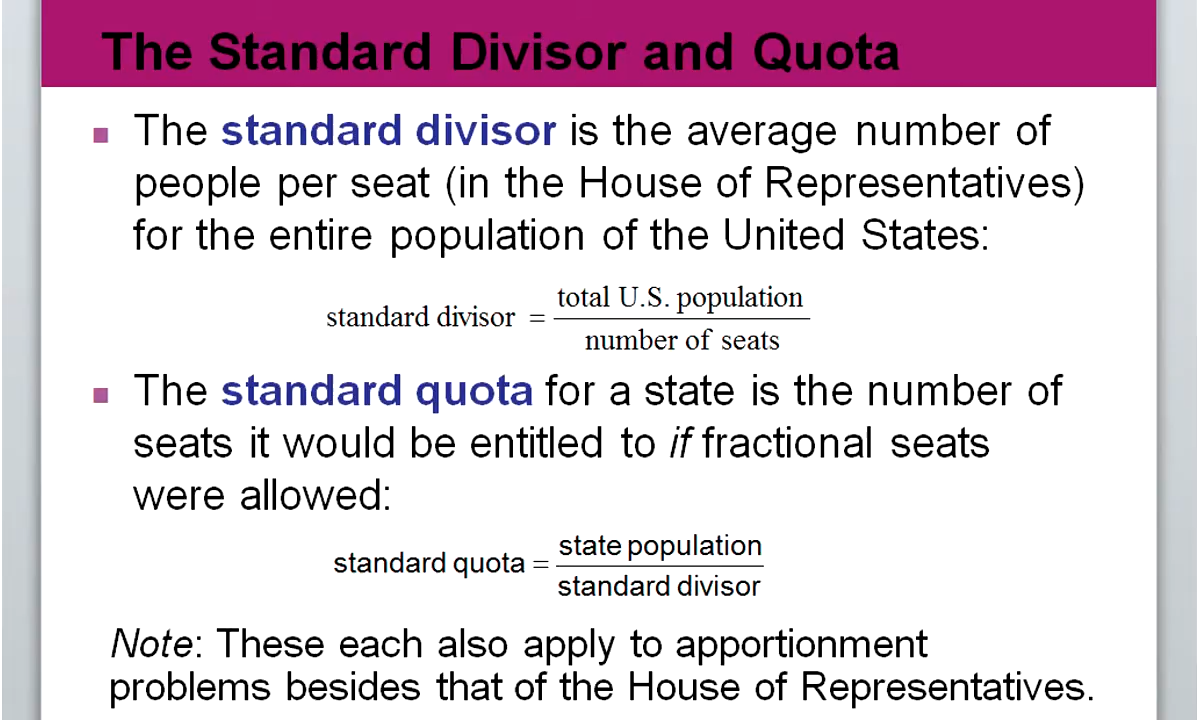 The Standard Divisor and Quota
The standard divisor is the average number of
people per seat (in the House of Representatives)
for the entire population of the United States:
standard divisor = total U.S. population / number of seats
The standard quota for a state is the number of
seats it would be entitled to if fractional seats
were allowed:
standard quota = state population / standard divisor
Note: These each also apply to apportionment
problems besides that of the House of Representatives.